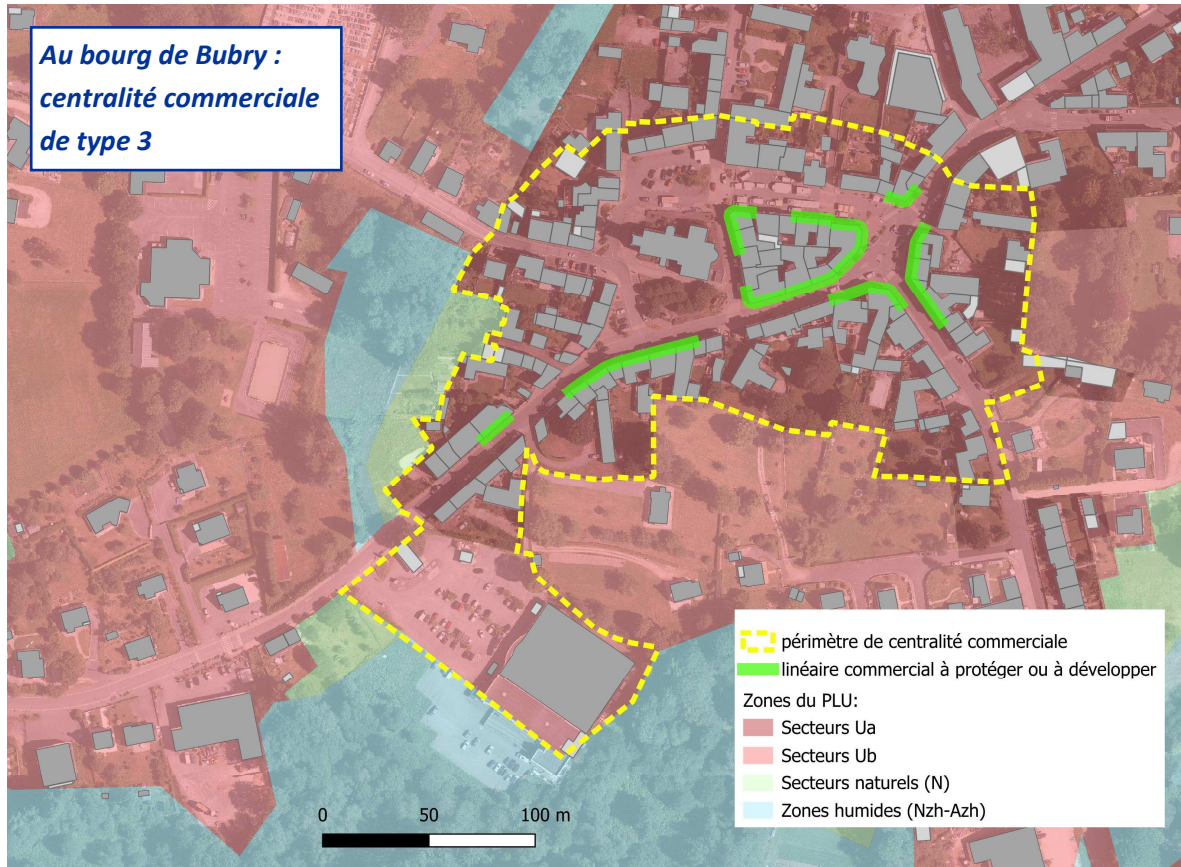 Au bourg de Bubry :
centralité commerciale
de type 3
périmètre de centralité commerciale
linéaire commercial à protéger ou à développer
Zones du PLU:
Secteurs Ua
Secteurs Ub
Secteurs naturels (N)
Zones humides (Nzh-Azh)
0 50 100 m